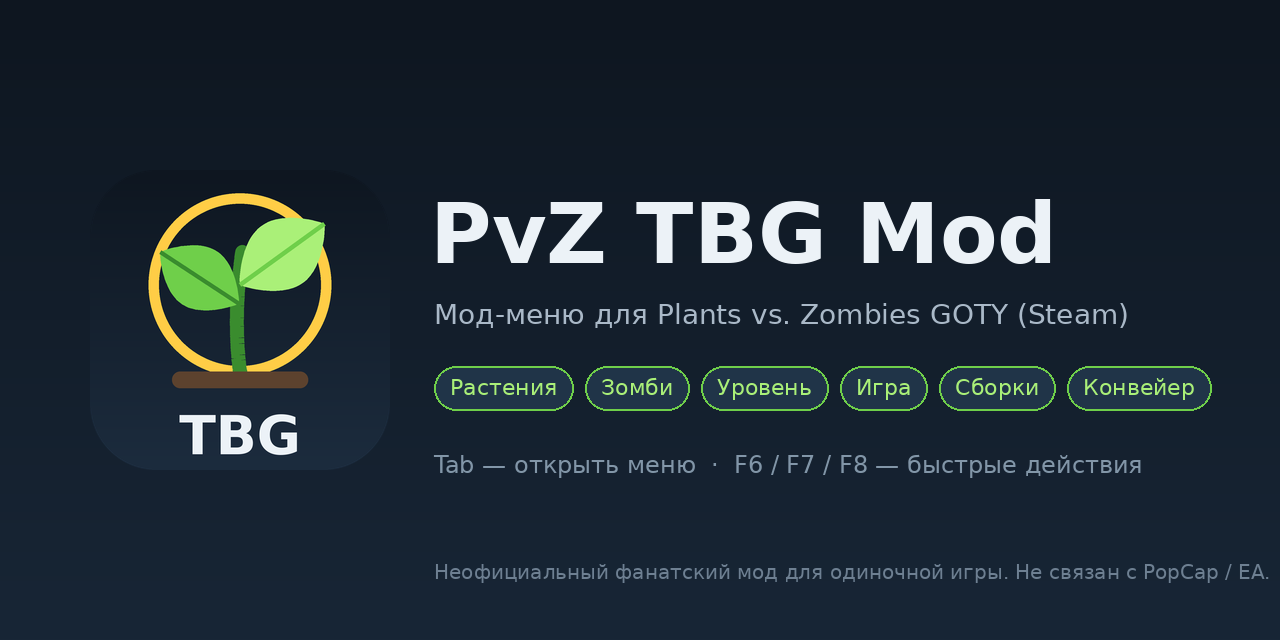 PvZ TBG Mod
Мод-меню для Plants vs. Zombies GOTY (Steam)
Растения Зомби Уровень Игра Сборки Конвейер
TBG
Tab — открыть меню · F6 / F7 / F8 — быстрые действия
Неофициальный фанатский мод для одиночной игры. Не связан с PopCap / EA.